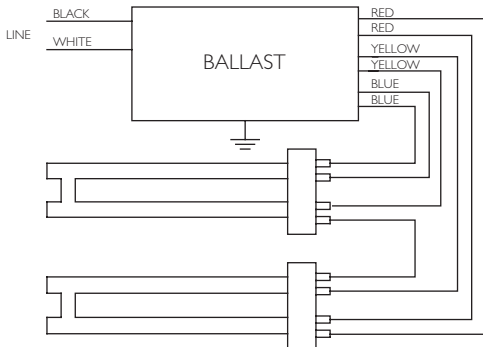 BLACK
LINE
WHITE
BALLAST
RED
RED
YELLOW
YELLOW
BLUE
BLUE